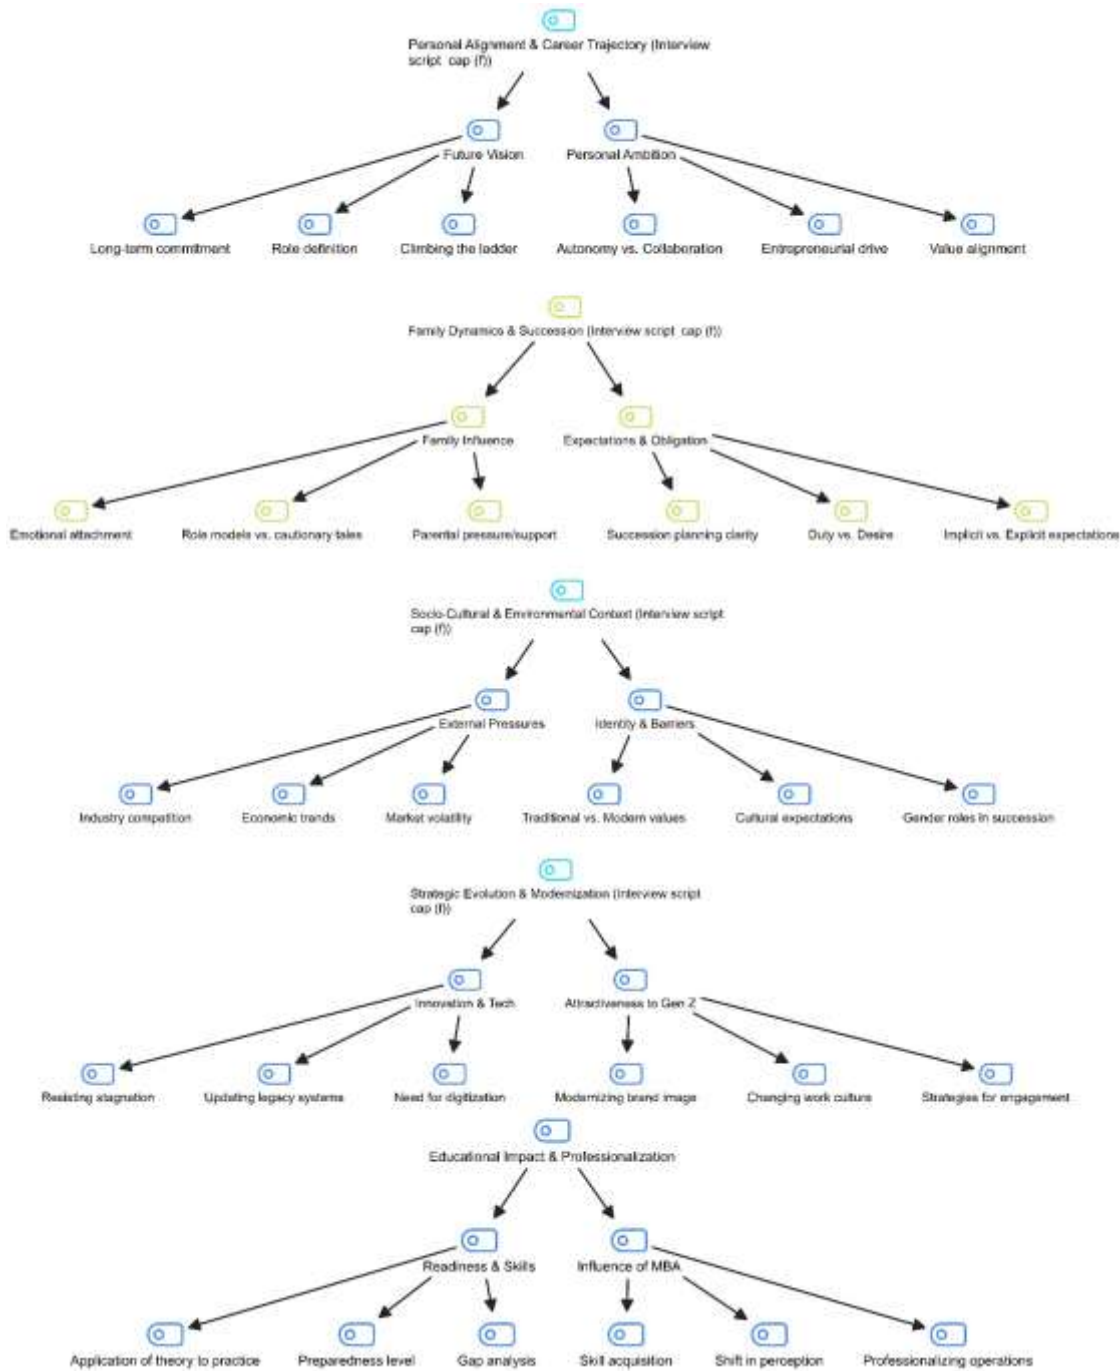 Personal Alignment & Career Trajectory (Interview
script cap (f))
Future Vision
Personal Ambition
Long-term commitment
Role definition
Climbing the ladder
Autonomy vs. Collaboration
Entrepreneurial drive
Value alignment
Family Dynamics & Succession (Interview script cap (f))
Family Influence
Expectations & Obligation
Emotional attachment
Role models vs. cautionary tales
Parental pressure/support
Succession planning clarity
Duty vs. Desire
Implicit vs. Explicit expectations
Socio-Cultural & Environmental Context (Interview script
cap (f))
External Pressures
Identity & Barriers
Industry competition
Economic trends
Market volatility
Traditional vs. Modern values
Cultural expectations
Gender roles in succession
Strategic Evolution & Modernization (Interview script
cap (f))
Innovation & Tech
Attractiveness to Gen Z
Resisting stagnation
Updating legacy systems
Need for digitization
Modernizing brand image
Changing work culture
Strategies for engagement
Educational Impact & Professionalization
Readiness & Skills
Influence of MBA
Application of theory to practice
Preparedness level
Gap analysis
Skill acquisition
Shift in perception
Professionalizing operations